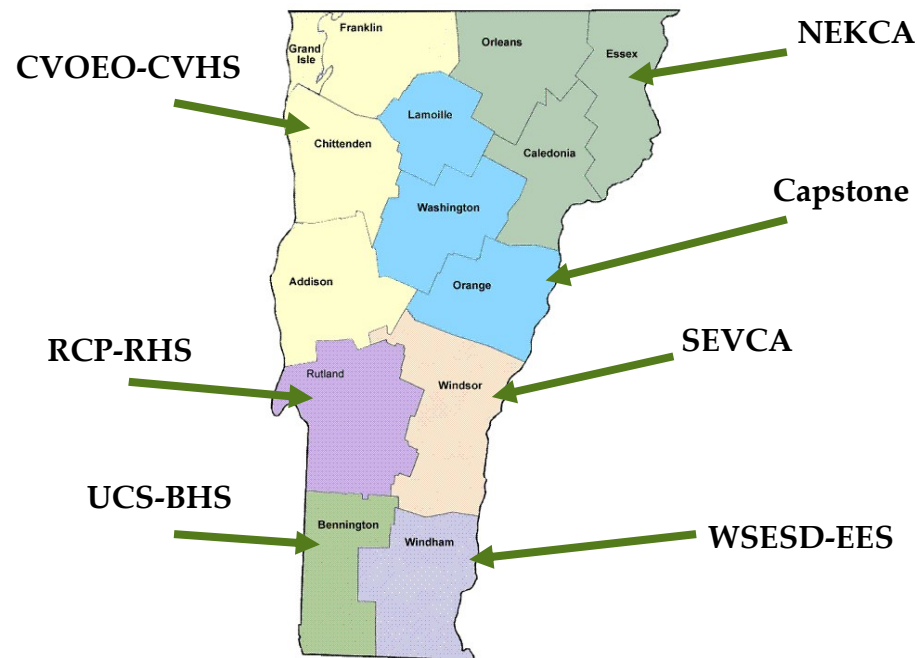 Franklin
Orleans
NEKCA
Grand
Isle
Essex
CVOEO-CVHS
Lamoille
Chittenden
Caledonia
Capstone
Washington
Addison
Orange
SEVCA
RCP-RHS
Rutland
Windsor
UCS-BHS
Bennington
Windham
WSESD-EES